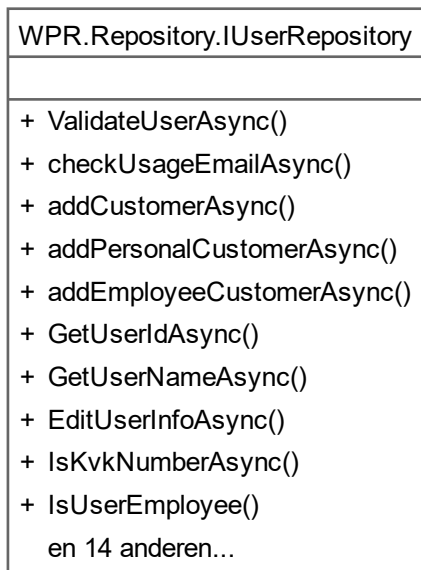 WPR.Repository.IUserRepository
+ ValidateUserAsync()
+ checkUsageEmailAsync()
+ addCustomerAsync()
+ addPersonalCustomerAsync()
+ addEmployeeCustomerAsync()
+ GetUserIdAsync()
+ GetUserNameAsync()
+ EditUserInfoAsync()
+ IsKvkNumberAsync()
+ IsUserEmployee()
en 14 anderen...